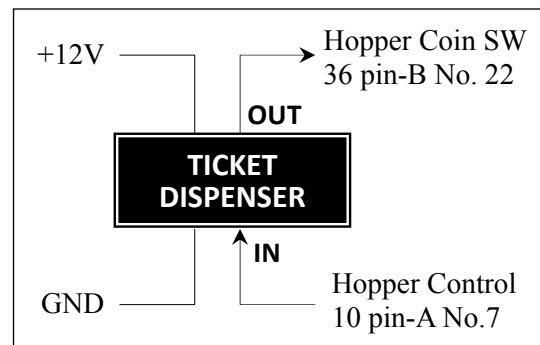 +12V
Hopper Coin SW
36 pin-B No. 22
OUT
TICKET
DISPENSER
IN
GND
Hopper Control
10 pin-A No.7